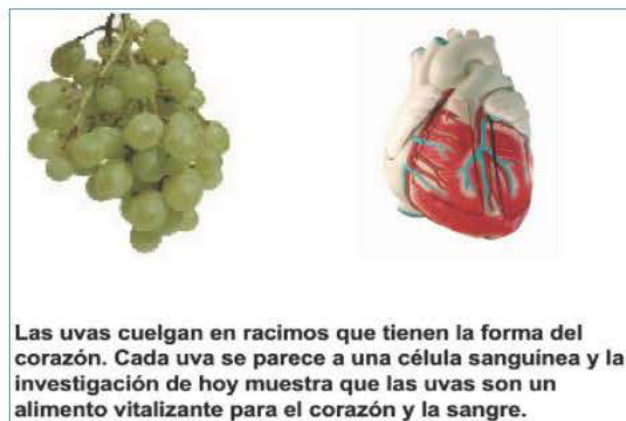 Las uvas cuelgan en racimos que tienen la forma del
corazón. Cada uva se parece a una célula sanguínea y la
investigación de hoy muestra que las uvas son un
alimento vitalizante para el corazón y la sangre.